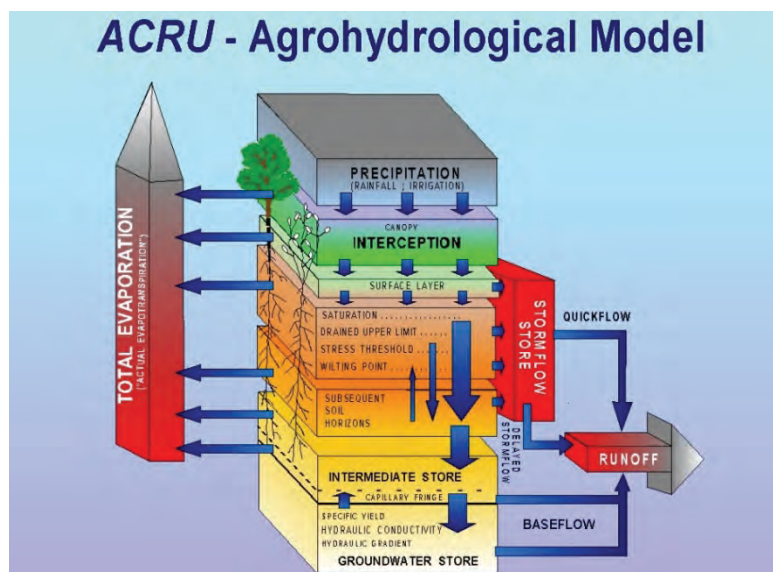 ACRU - Agrohydrological Model
PRECIPITATION
(RAINFALL ; IRRIGATION)
CANOPY
INTERCEPTION
SURFACE LAYER
TOTAL EVAPORATION
("ACTUAL EVAPOTRANSPIRATION")
SATURATION ..................
DRAINED UPPER LIMIT ......
STRESS THRESHOLD ........
WILTING POINT ...............
SUBSEQUENT
SOIL
HORIZONS
STORMFLOW
STORE
QUICKFLOW
DELAYED
STORMFLOW
RUNOFF
INTERMEDIATE STORE
CAPILLARY FRINGE
SPECIFIC YIELD
HYDRAULIC CONDUCTIVITY
HYDRAULIC GRADIENT
GROUNDWATER STORE
BASEFLOW